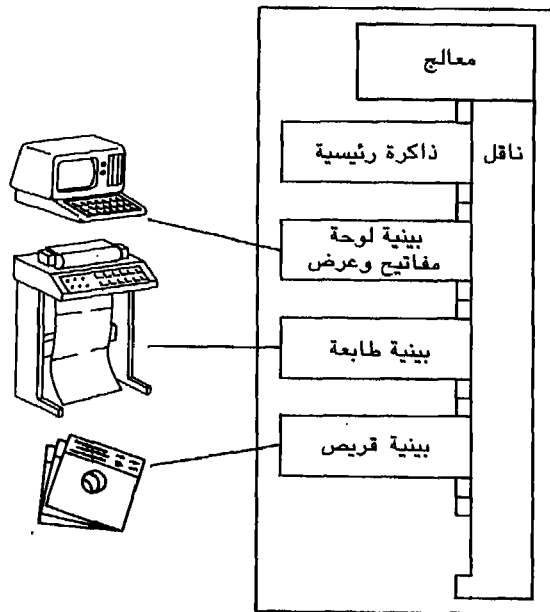 معالج
ذاكرة رئيسية
ناقل
بينية لوحة
مفاتيح وعرض
بينية طابعة
بينية قريص